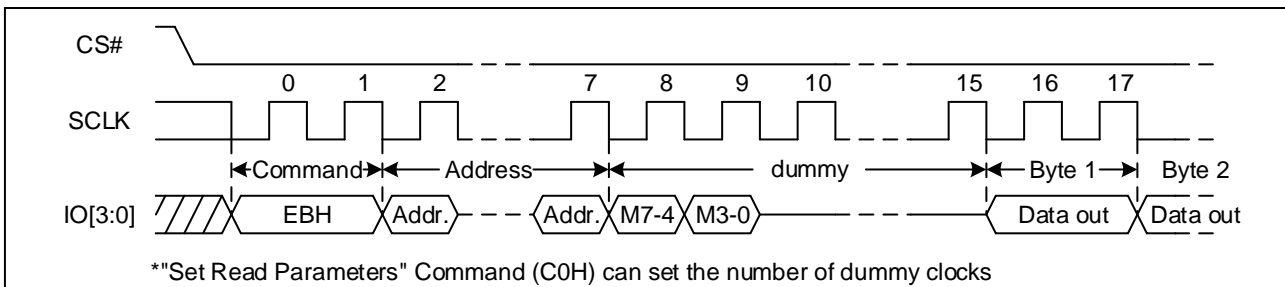 CS#
0 1 2 7 8 9 10 15 16 17
SCLK
Command Address dummy Byte 1 Byte 2
IO[3:0] EBH Addr. Addr. M7-4 M3-0 Data out Data out
*"Set Read Parameters" Command (C0H) can set the number of dummy clocks